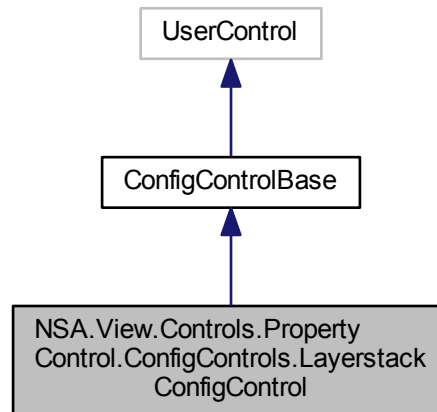 UserControl
ConfigControlBase
NSA.View.Controls.Property
Control.ConfigControls.Layerstack
ConfigControl